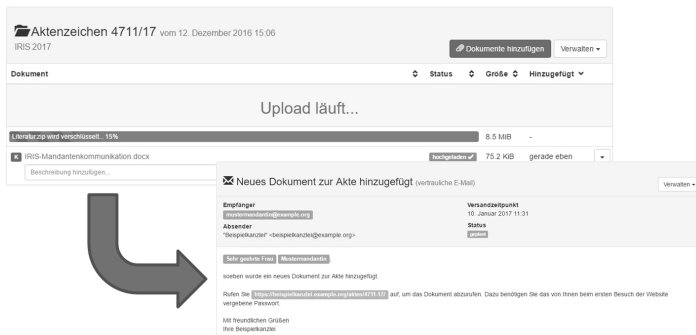 Aktenzeichen 4711/17 vom 12. Dezember 2016 15:06
IRIS 2017
Dokumente hinzufügen Verwalten
Dokument Status Größe Hinzugefügt
Upload läuft...
Literatur.zip wird verschlüsselt... 15% 8.5 MiB -
K IRIS-Mandantenkommunikation.docx hochgeladen ✓ 75.2 KiB gerade eben
Beschreibung hinzufügen...
Neues Dokument zur Akte hinzugefügt (vertrauliche E-Mail) Verwalten
Empfänger Versandzeitpunkt
mustermandantin@example.org 10. Januar 2017 11:31
Absender Status
"Beispielkanzlei" <beispielkanzlei@example.org>
Sehr geehrte Frau Mustermandantin
soeben wurde ein neues Dokument zur Akte hinzugefügt.
Rufen Sie https://beispielkanzlei.example.org/akten/4711-17/ auf, um das Dokument abzurufen. Dazu benötigen Sie das von Ihnen beim ersten Besuch der Website
vergebene Passwort.
Mit freundlichen Grüßen
Ihre Beispielkanzlei